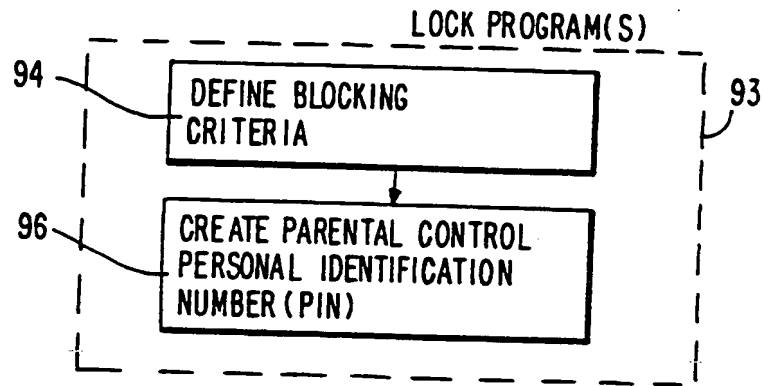 LOCK PROGRAM(S)
94
DEFINE BLOCKING
CRITERIA
93
96
CREATE PARENTAL CONTROL
PERSONAL IDENTIFICATION
NUMBER (PIN)